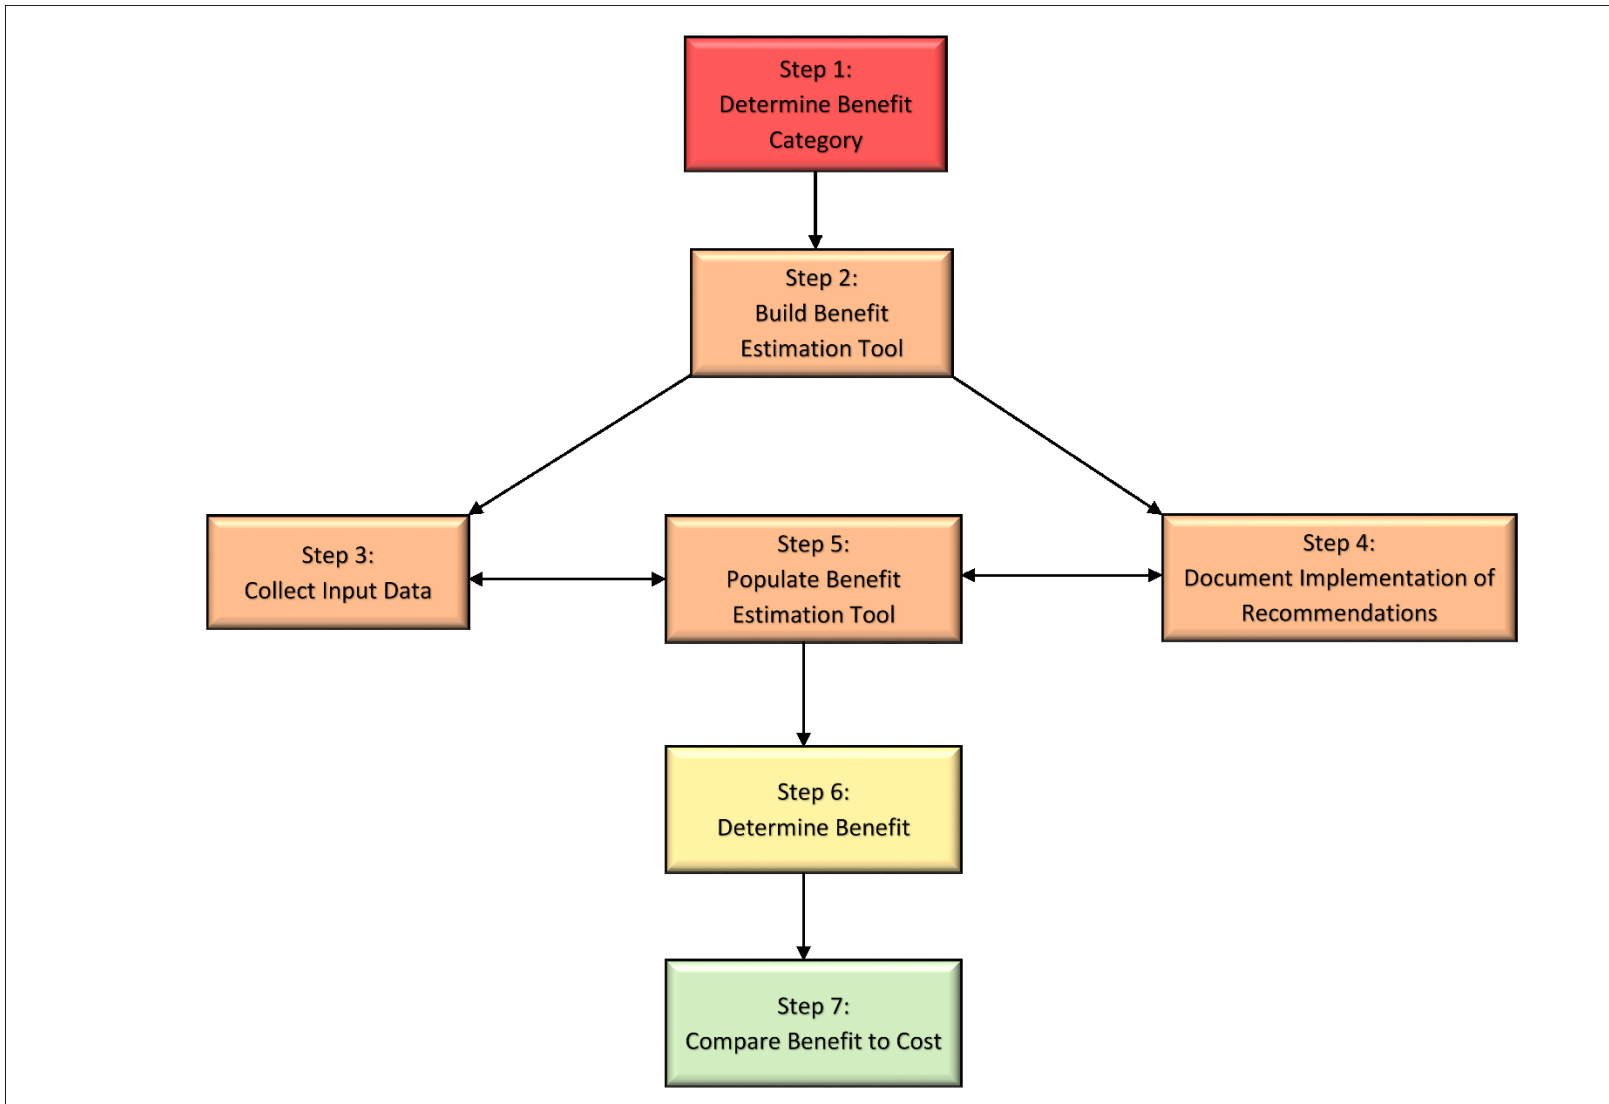 Step 1:
Determine Benefit
Category
Step 2:
Build Benefit
Estimation Tool
Step 3:
Collect Input Data
Step 5:
Populate Benefit
Estimation Tool
Step 4:
Document Implementation of
Recommendations
Step 6:
Determine Benefit
Step 7:
Compare Benefit to Cost